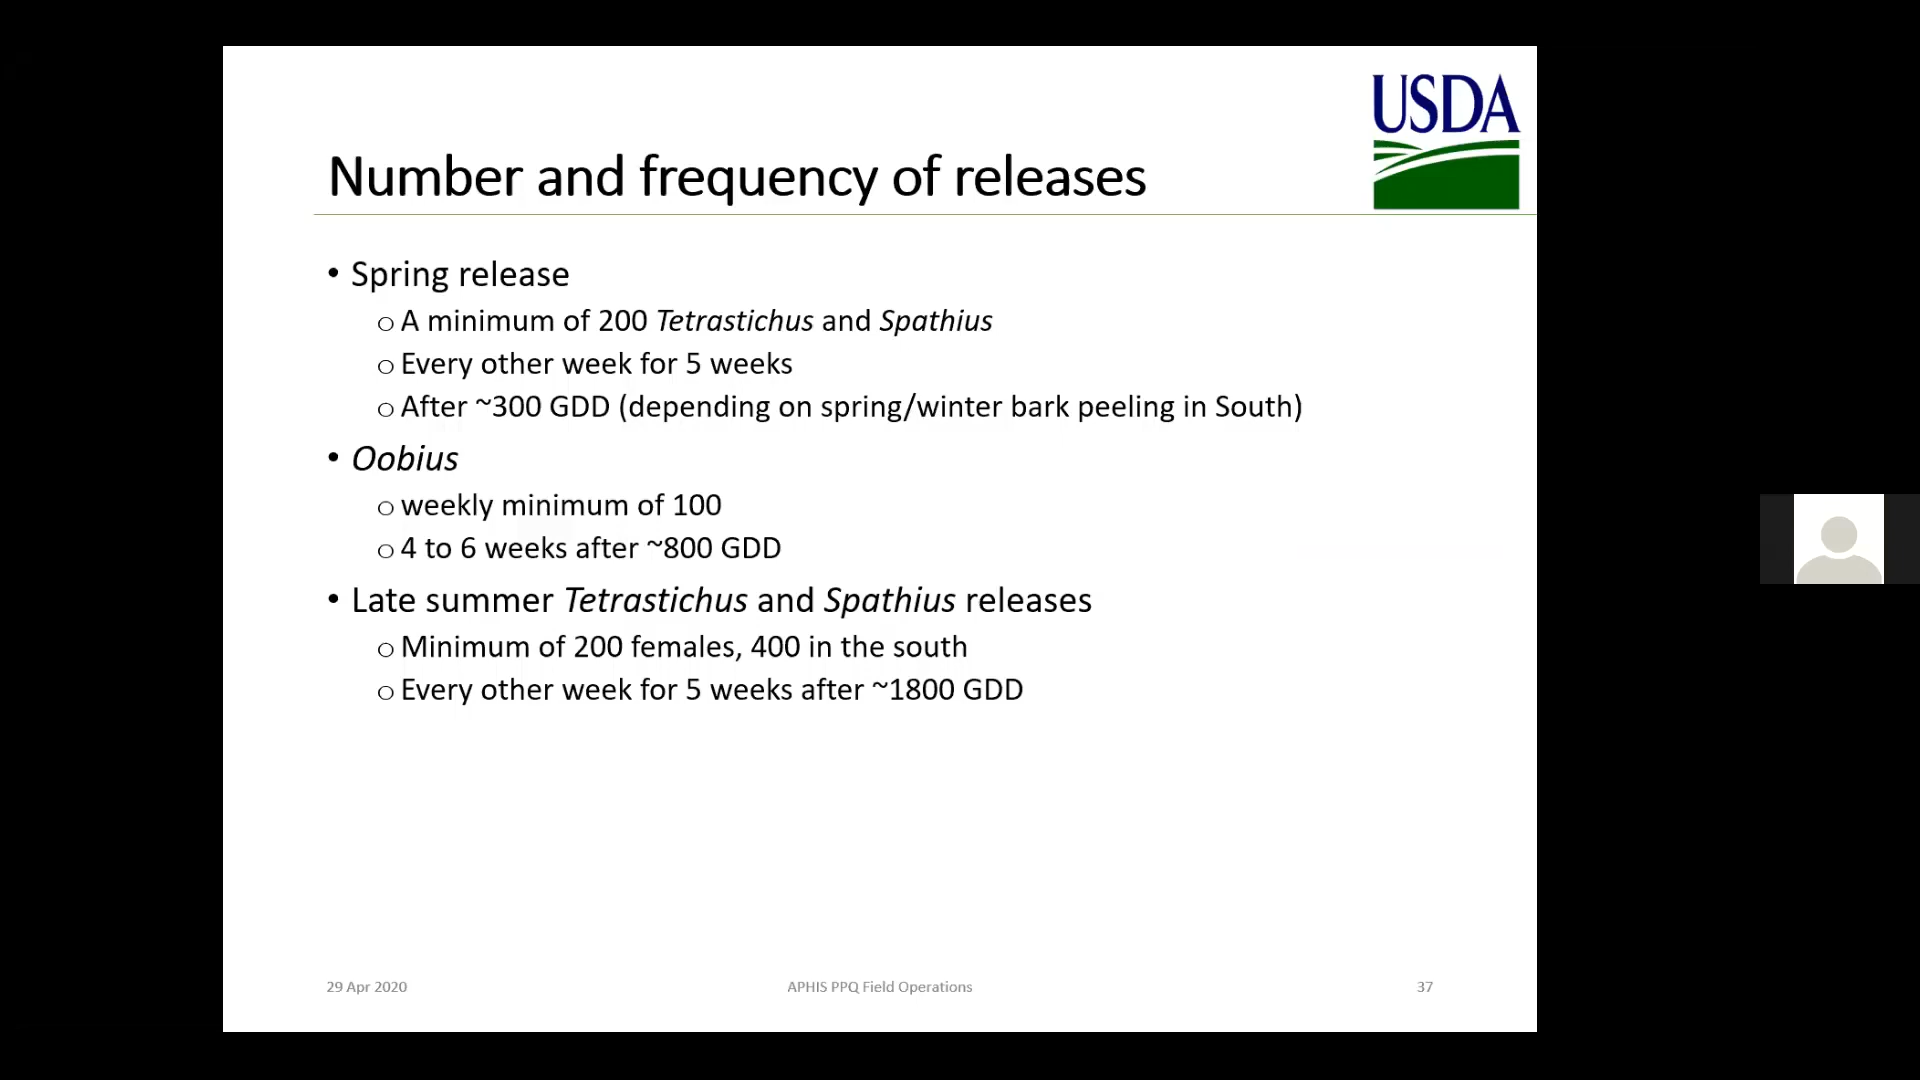 USDA
Number and frequency of releases
• Spring release
o A minimum of 200 Tetrastichus and Spathius
o Every other week for 5 weeks
o After ~300 GDD (depending on spring/winter bark peeling in South)
• Oobius
o weekly minimum of 100
o 4 to 6 weeks after ~800 GDD
• Late summer Tetrastichus and Spathius releases
o Minimum of 200 females, 400 in the south
o Every other week for 5 weeks after ~1800 GDD
29 Apr 2020
APHIS PPQ Field Operations
37